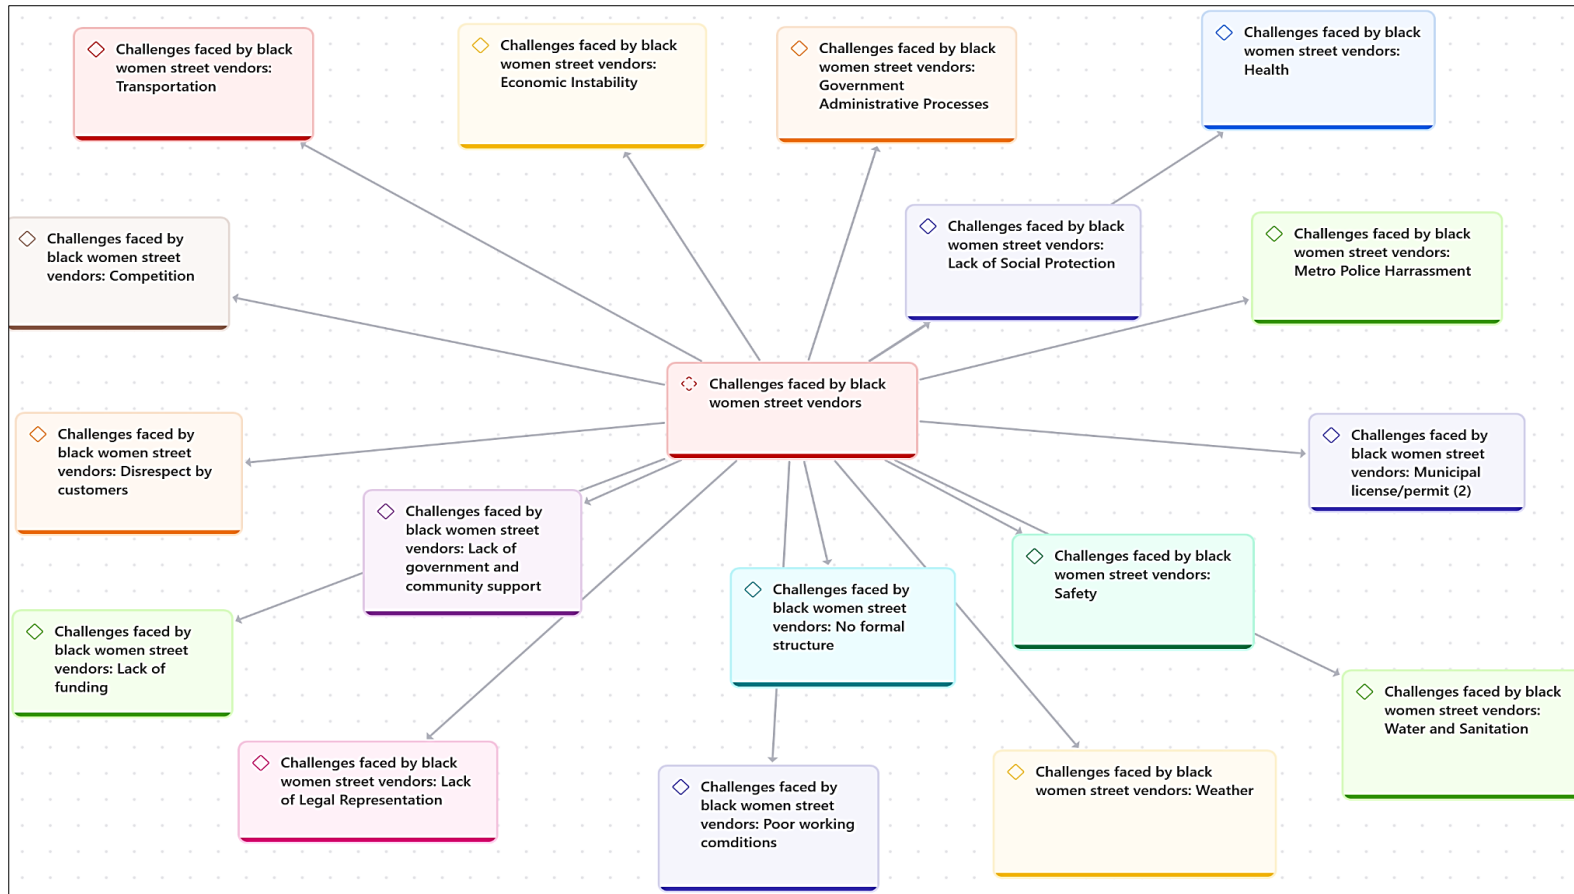 Challenges faced by black
women street vendors:
Transportation
Challenges faced by black
women street vendors:
Economic Instability
Challenges faced by black
women street vendors:
Government
Administrative Processes
Challenges faced by black
women street vendors:
Health
Challenges faced by
black women street
vendors: Competition
Challenges faced by black
women street vendors:
Lack of Social Protection
Challenges faced by black
women street vendors:
Metro Police Harrassment
Challenges faced by black
women street vendors
Challenges faced by
black women street
vendors: Disrespect by
customers
Challenges faced by
black women street
vendors: Municipal
license/permit (2)
Challenges faced by
black women street
vendors: Lack of
government and
community support
Challenges faced by black
women street vendors:
Safety
Challenges faced by
black women street
vendors: No formal
structure
Challenges faced by
black women street
vendors: Lack of
funding
Challenges faced by black
women street vendors:
Water and Sanitation
Challenges faced by black
women street vendors: Lack
of Legal Representation
Challenges faced by
black women street
vendors: Poor working
comditions
Challenges faced by black
women street vendors: Weather